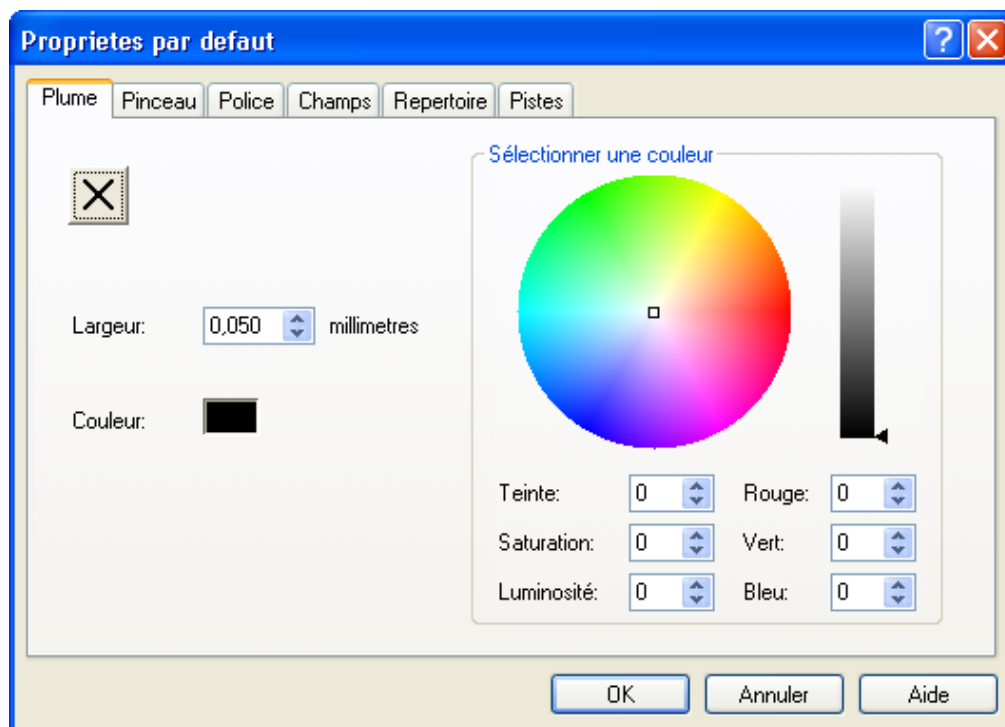 Proprietes par defaut
Plume Pinceau Police Champs Repertoire Pistes
Sélectionner une couleur
Largeur: 0,050 millimetres
Couleur:
Teinte: 0 Rouge: 0
Saturation: 0 Vert: 0
Luminosité: 0 Bleu: 0
OK Annuler Aide